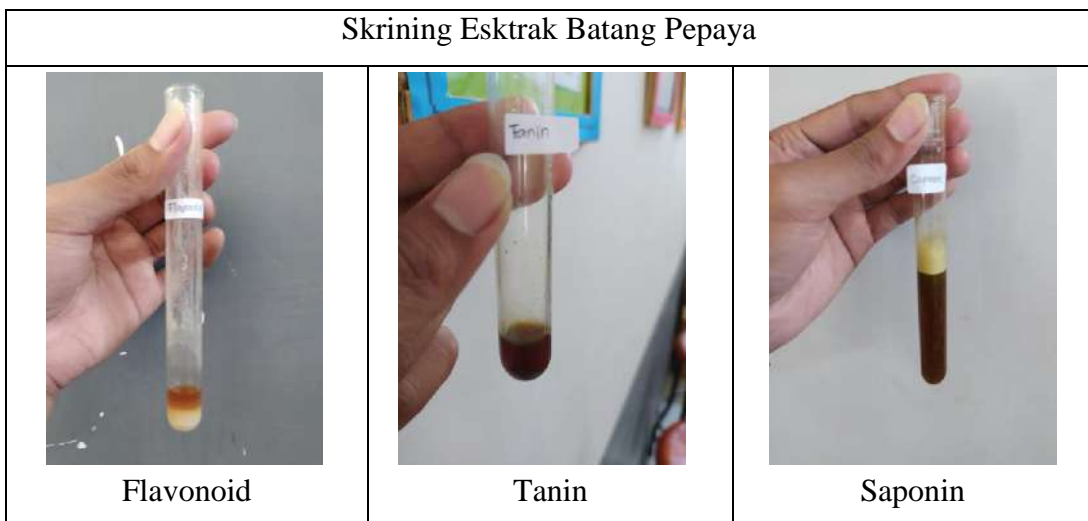 Skrining Esktrak Batang Pepaya
Tanin
Flavonoid
Tanin
Saponin